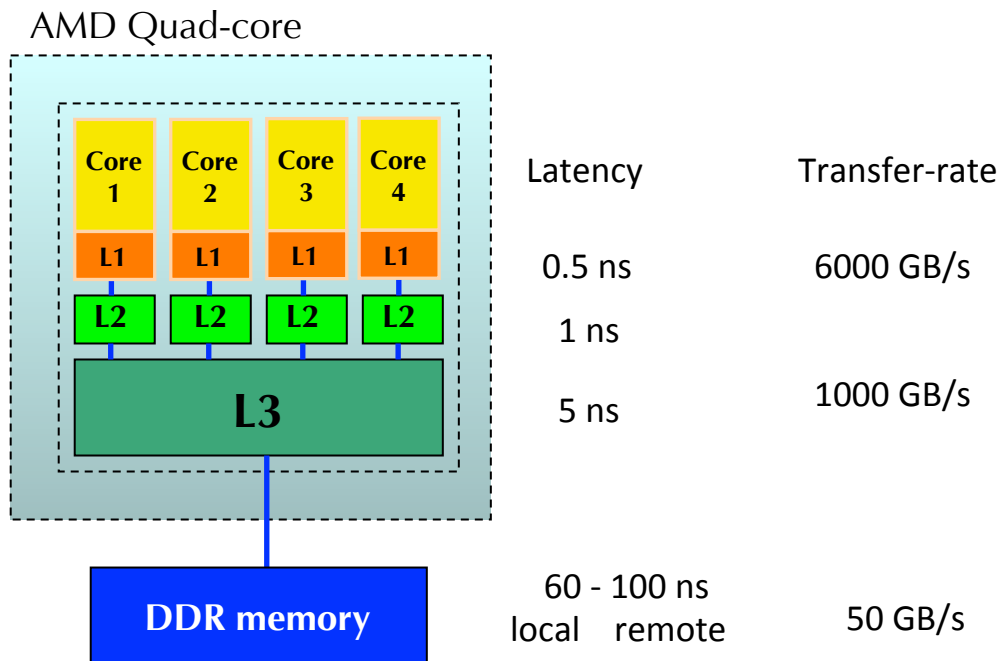 AMD Quad-core
Core Core Core Core
1 2 3 4
Latency Transfer-rate
L1 L1 L1 L1
0.5 ns 6000 GB/s
L2 L2 L2 L2
1 ns
L3
5 ns 1000 GB/s
60 - 100 ns
DDR memory
local remote
50 GB/s